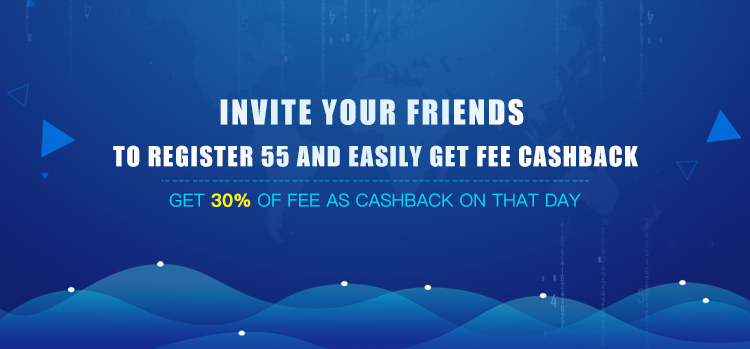 INVITE YOUR FRIENDS
TO REGISTER 55 AND EASILY GET FEE CASHBACK
GET 30% OF FEE AS CASHBACK ON THAT DAY